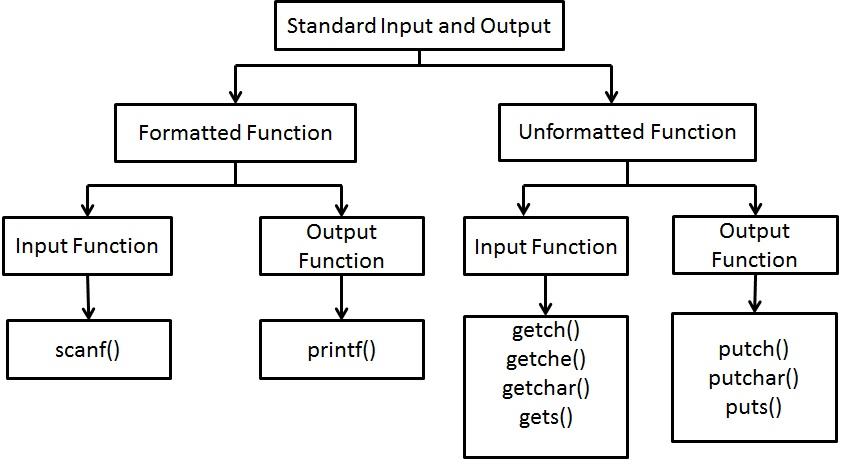 Standard Input and Output
Formatted Function
Unformatted Function
Input Function
Output
Function
Input Function
Output
Function
scanf()
printf()
getch()
getche()
getchar()
gets()
putch()
putchar()
puts()